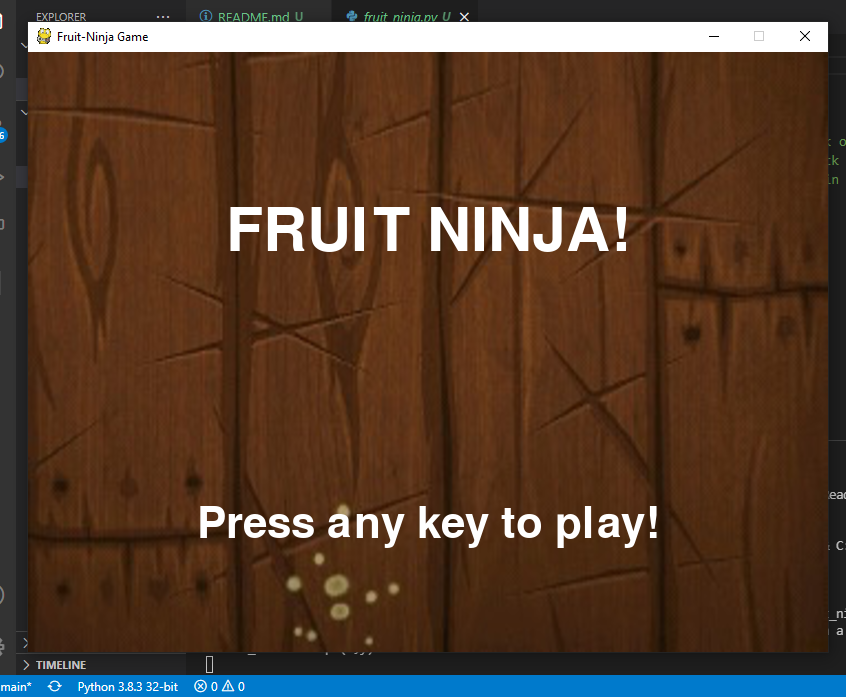 EXPLORER ··· README.md U fruit_ninja.py U
Fruit-Ninja Game
FRUIT NINJA!
Press any key to play!
TIMELINE
main* Python 3.8.3 32-bit 0 0